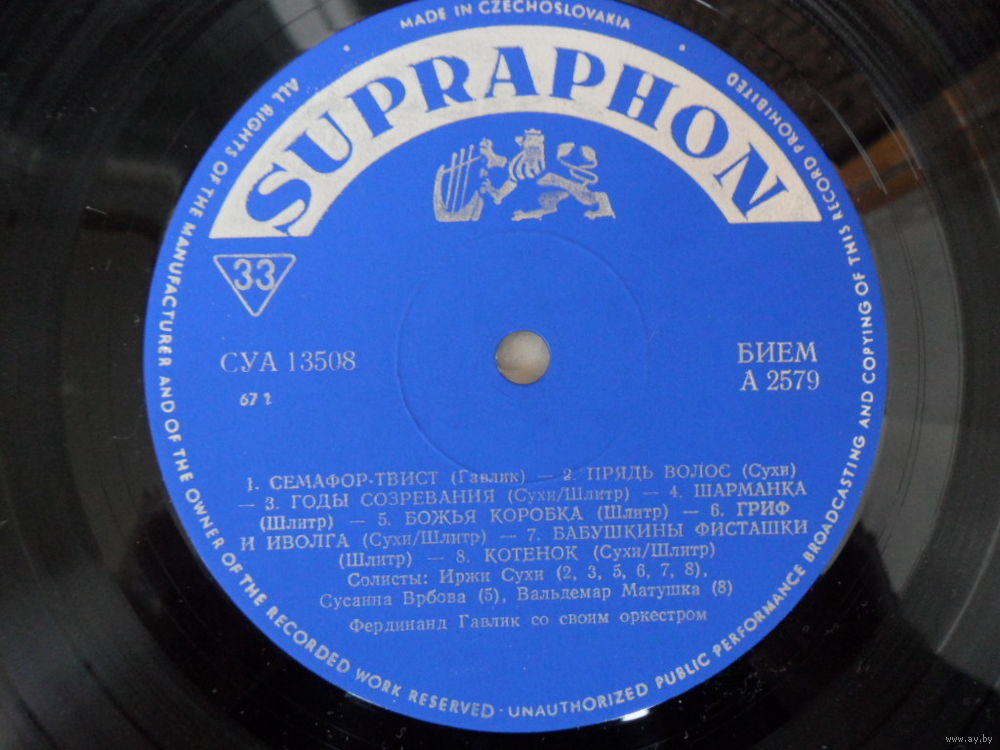 MADE IN CZECHOSLOVAKIA
SUPRAPHON
33
СУА 13508
67 2
БИЕМ
А 2579
1. СЕМАФОР-ТВИСТ (Гавлик) — 2. ПРЯДЬ ВОЛОС (Сухи)
— 3. ГОДЫ СОЗРЕВАНИЯ (Сухи/Шлитр) — 4. ШАРМАНКА
(Шлитр) — 5. БОЖЬЯ КОРОБКА (Шлитр) — 6. ГРИФ
И ИВОЛГА (Сухи/Шлитр) — 7. БАБУШКИНЫ ФИСТАШКИ
(Шлитр) — 8. КОТЕНОК (Сухи/Шлитр)
Солисты: Иржи Сухи (2, 3, 5, 6, 7, 8),
Сусанна Врбова (5), Вальдемар Матушка (8)
Фердинанд Гавлик со своим оркестром
ALL RIGHTS OF THE MANUFACTURER AND OF THE OWNER OF THE RECORDED WORK RESERVED · UNAUTHORIZED PUBLIC PERFORMANCE BROADCASTING AND COPYING OF THIS RECORD PROHIBITED
www.ay.by